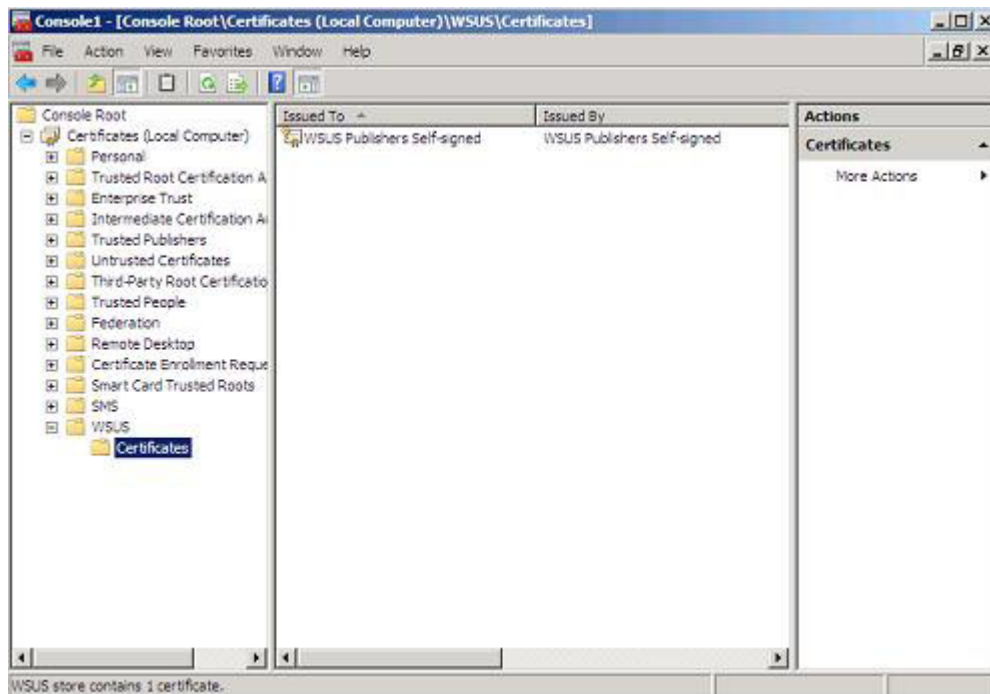 Console1 - [Console Root\Certificates (Local Computer)\WSUS\Certificates]
File Action View Favorites Window Help
Console Root
Certificates (Local Computer)
Personal
Trusted Root Certification A
Enterprise Trust
Intermediate Certification Au
Trusted Publishers
Untrusted Certificates
Third-Party Root Certificatio
Trusted People
Federation
Remote Desktop
Certificate Enrollment Reque
Smart Card Trusted Roots
SMS
WSUS
Certificates
Issued To Issued By
WSUS Publishers Self-signed WSUS Publishers Self-signed
Actions
Certificates
More Actions
WSUS store contains 1 certificate.